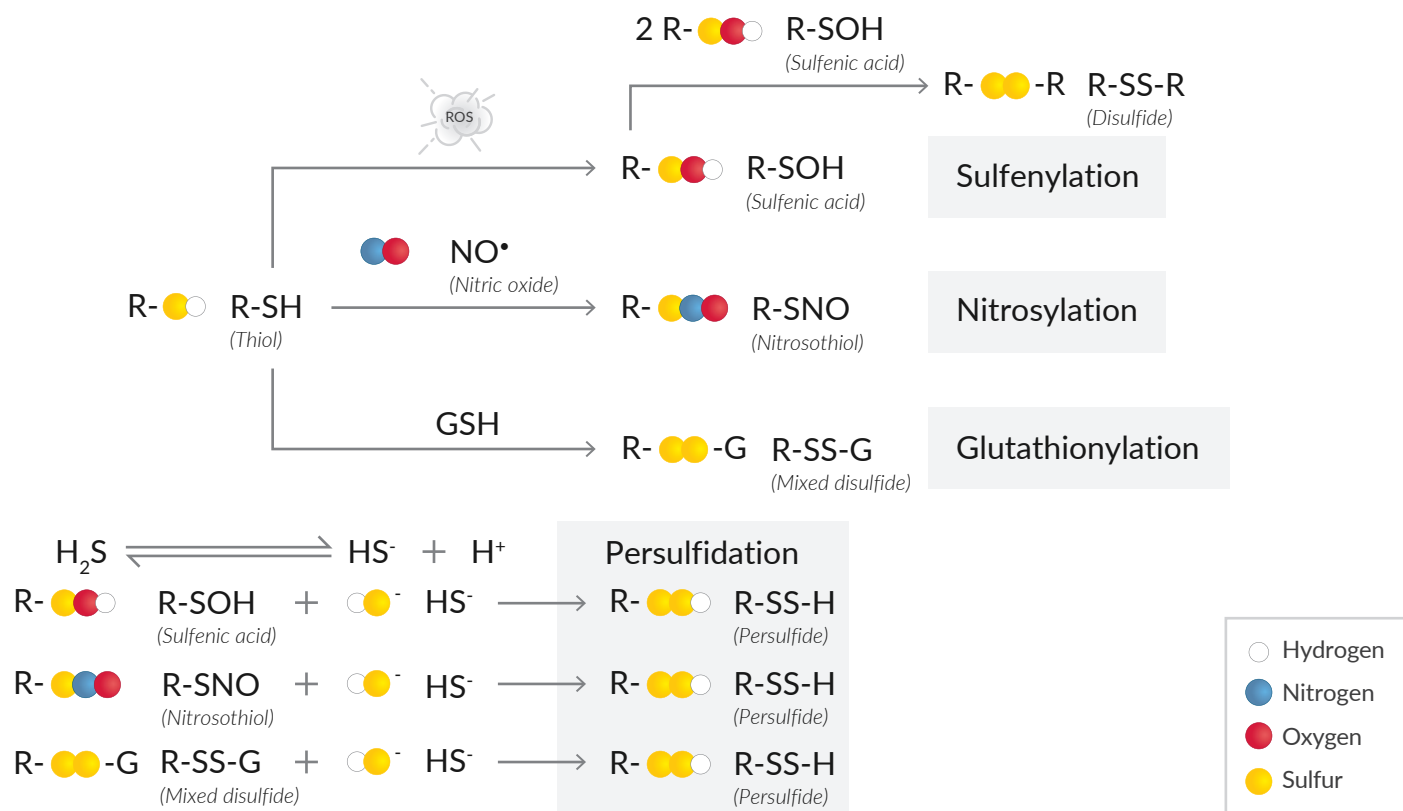 2 R- R-SOH
(Sulfenic acid)
R- -R R-SS-R
(Disulfide)
ROS
R- R-SOH
(Sulfenic acid)
Sulfenylation
NO•
(Nitric oxide)
R- R-SH
(Thiol)
R- R-SNO
(Nitrosothiol)
Nitrosylation
GSH
R- -G R-SS-G
(Mixed disulfide)
Glutathionylation
H₂S HS⁻ + H⁺
Persulfidation
R- R-SOH + ⁻ HS⁻ R- R-SS-H
(Sulfenic acid) (Persulfide)
R- R-SNO + ⁻ HS⁻ R- R-SS-H
(Nitrosothiol) (Persulfide)
R- -G R-SS-G + ⁻ HS⁻ R- R-SS-H
(Mixed disulfide) (Persulfide)
Hydrogen
Nitrogen
Oxygen
Sulfur